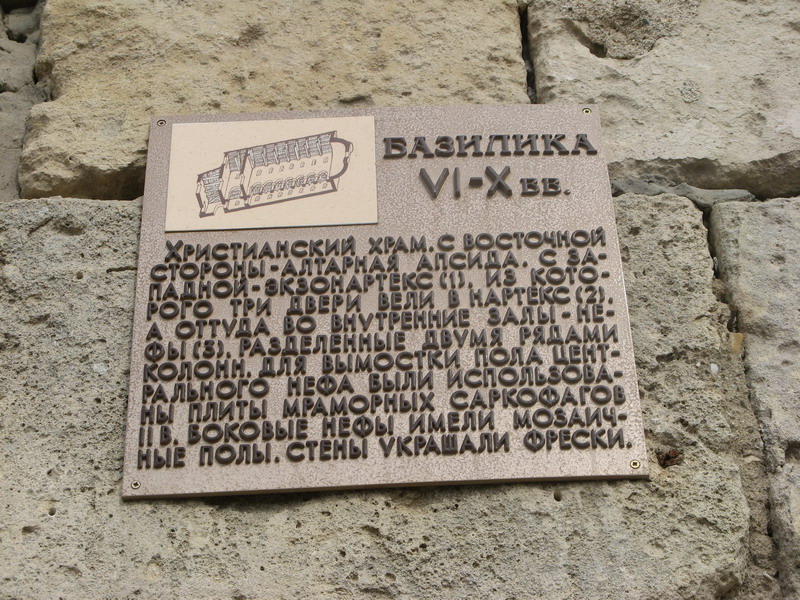 БАЗИЛИКА
VI-X ВВ.
ХРИСТИАНСКИЙ ХРАМ. С ВОСТОЧНОЙ
СТОРОНЫ-АЛТАРНАЯ АПСИДА, С ЗА-
ПАДНОЙ-ЭКЗОНАРТЕКС(1), ИЗ КОТО-
РОГО ТРИ ДВЕРИ ВЕЛИ В НАРТЕКС(2),
А ОТТУДА ВО ВНУТРЕННИЕ ЗАЛЫ-НЕ-
ФЫ(3), РАЗДЕЛЕННЫЕ ДВУМЯ РЯДАМИ
КОЛОНН. ДЛЯ ВЫМОСТКИ ПОЛА ЦЕНТ-
РАЛЬНОГО НЕФА БЫЛИ ИСПОЛЬЗОВА-
НЫ ПЛИТЫ МРАМОРНЫХ САРКОФАГОВ
II В. БОКОВЫЕ НЕФЫ ИМЕЛИ МОЗАИЧ-
НЫЕ ПОЛЫ. СТЕНЫ УКРАШАЛИ ФРЕСКИ.